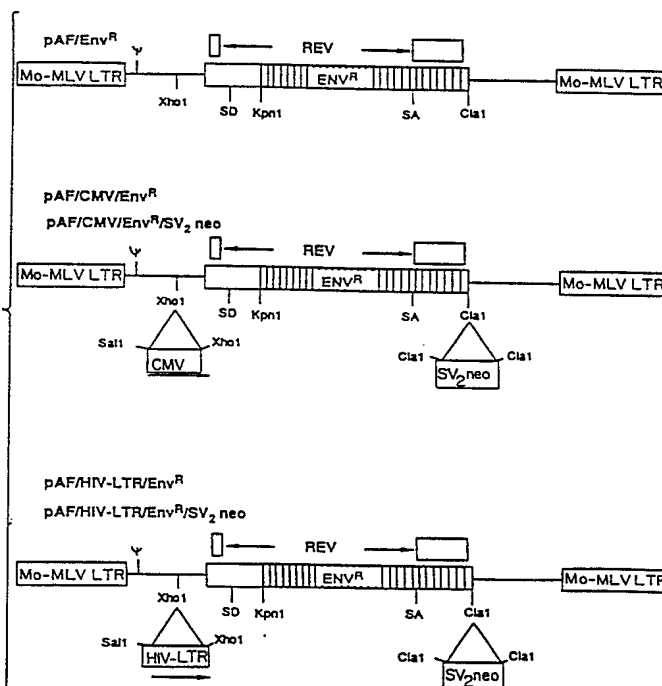 pAF/Env^R
Ψ REV
Mo-MLV LTR ENV^R Mo-MLV LTR
Xho1 SD Kpn1 SA Cla1
pAF/CMV/Env^R
pAF/CMV/Env^R/SV₂ neo
Ψ REV
Mo-MLV LTR ENV^R Mo-MLV LTR
Xho1 SD Kpn1 SA Cla1
Sal1 Xho1 Cla1 Cla1
CMV SV₂neo
pAF/HIV-LTR/Env^R
pAF/HIV-LTR/Env^R/SV₂ neo
Ψ REV
Mo-MLV LTR ENV^R Mo-MLV LTR
Xho1 SD Kpn1 SA Cla1
Sal1 Xho1 Cla1 Cla1
HIV-LTR SV₂neo